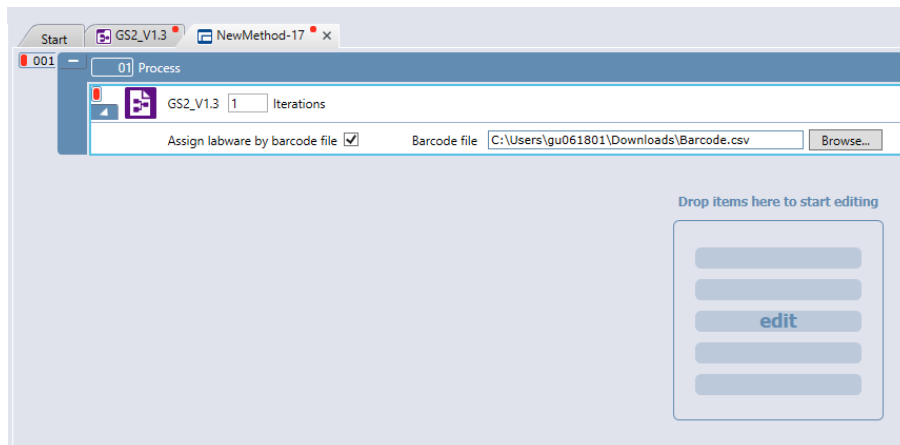 Start
GS2_V1.3
NewMethod-17
001
01 Process
GS2_V1.3 1 Iterations
Assign labware by barcode file Barcode file C:\Users\gu061801\Downloads\Barcode.csv Browse...
Drop items here to start editing
edit